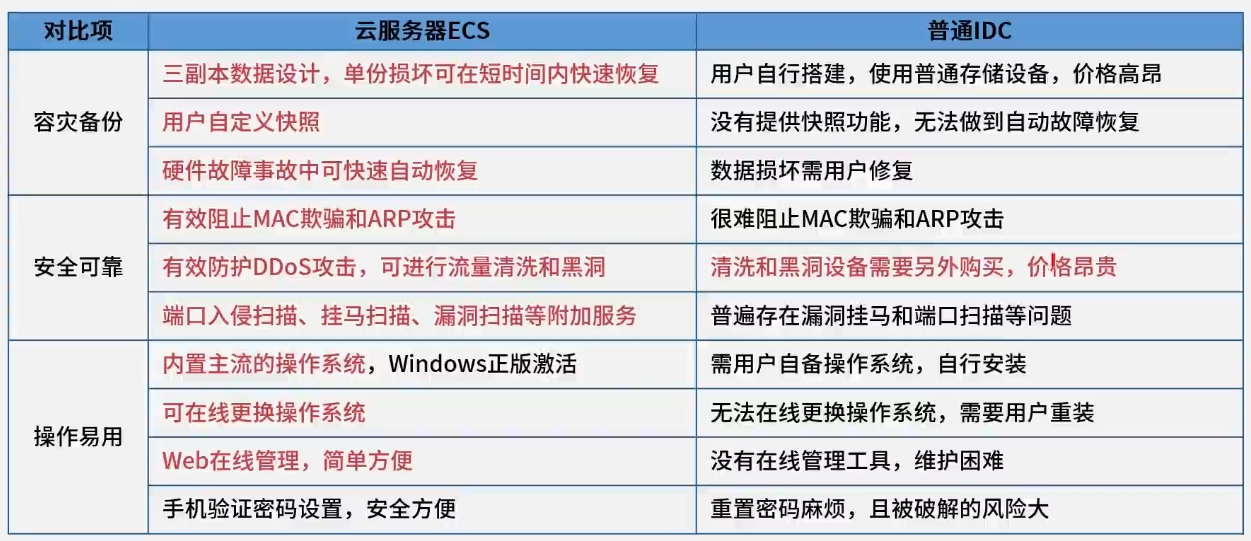 对比项 云服务器ECS 普通IDC
容灾备份
三副本数据设计，单份损坏可在短时间内快速恢复 用户自行搭建，使用普通存储设备，价格高昂
用户自定义快照 没有提供快照功能，无法做到自动故障恢复
硬件故障事故中可快速自动恢复 数据损坏需用户修复
安全可靠
有效阻止MAC欺骗和ARP攻击 很难阻止MAC欺骗和ARP攻击
有效防护DDoS攻击，可进行流量清洗和黑洞 清洗和黑洞设备需要另外购买，价格昂贵
端口入侵扫描、挂马扫描、漏洞扫描等附加服务 普遍存在漏洞挂马和端口扫描等问题
操作易用
内置主流的操作系统，Windows正版激活 需用户自备操作系统，自行安装
可在线更换操作系统 无法在线更换操作系统，需要用户重装
Web在线管理，简单方便 没有在线管理工具，维护困难
手机验证密码设置，安全方便 重置密码麻烦，且被破解的风险大